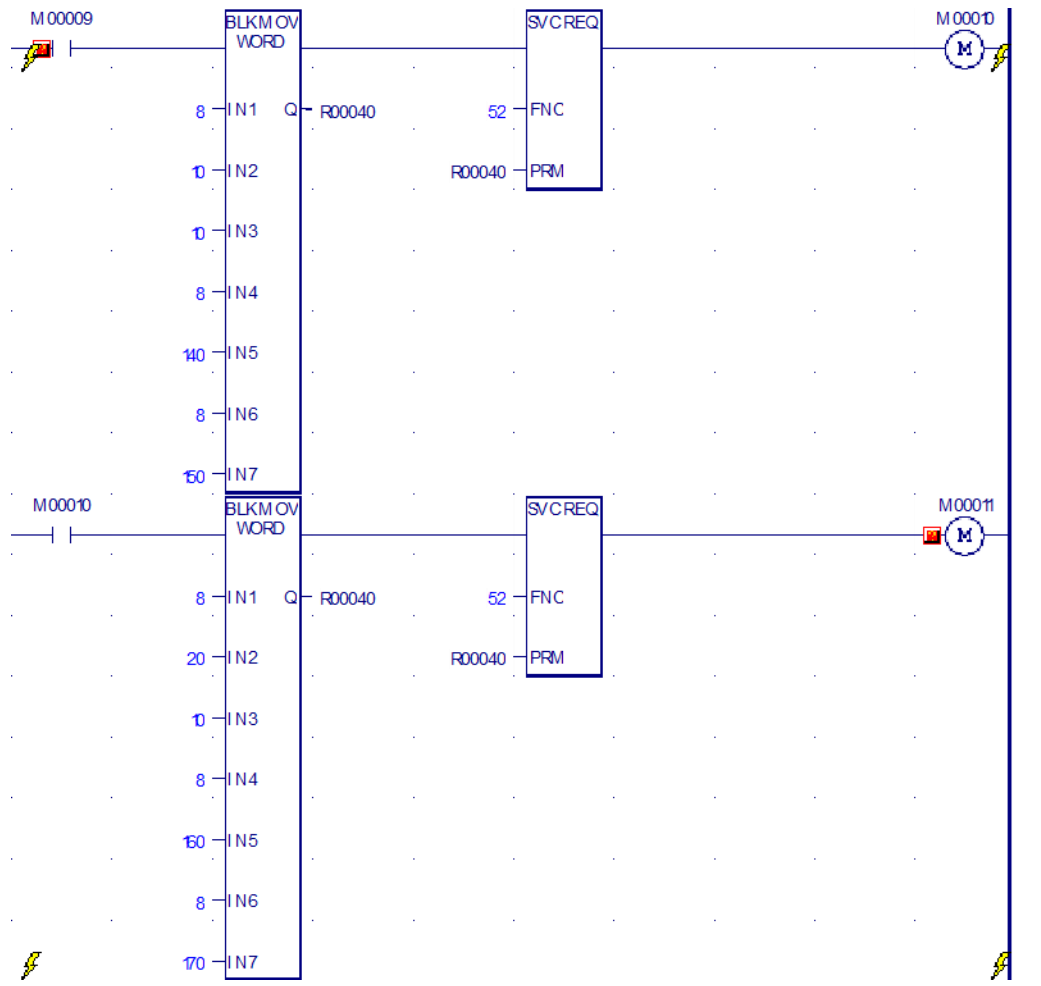 M00009 BLKMOV SVCREQ M00010
WORD M
8 IN1 Q R00040 52 FNC
10 IN2 R00040 PRM
10 IN3
8 IN4
140 IN5
8 IN6
150 IN7
M00010 BLKMOV SVCREQ M00011
WORD M
8 IN1 Q R00040 52 FNC
20 IN2 R00040 PRM
10 IN3
8 IN4
160 IN5
8 IN6
170 IN7